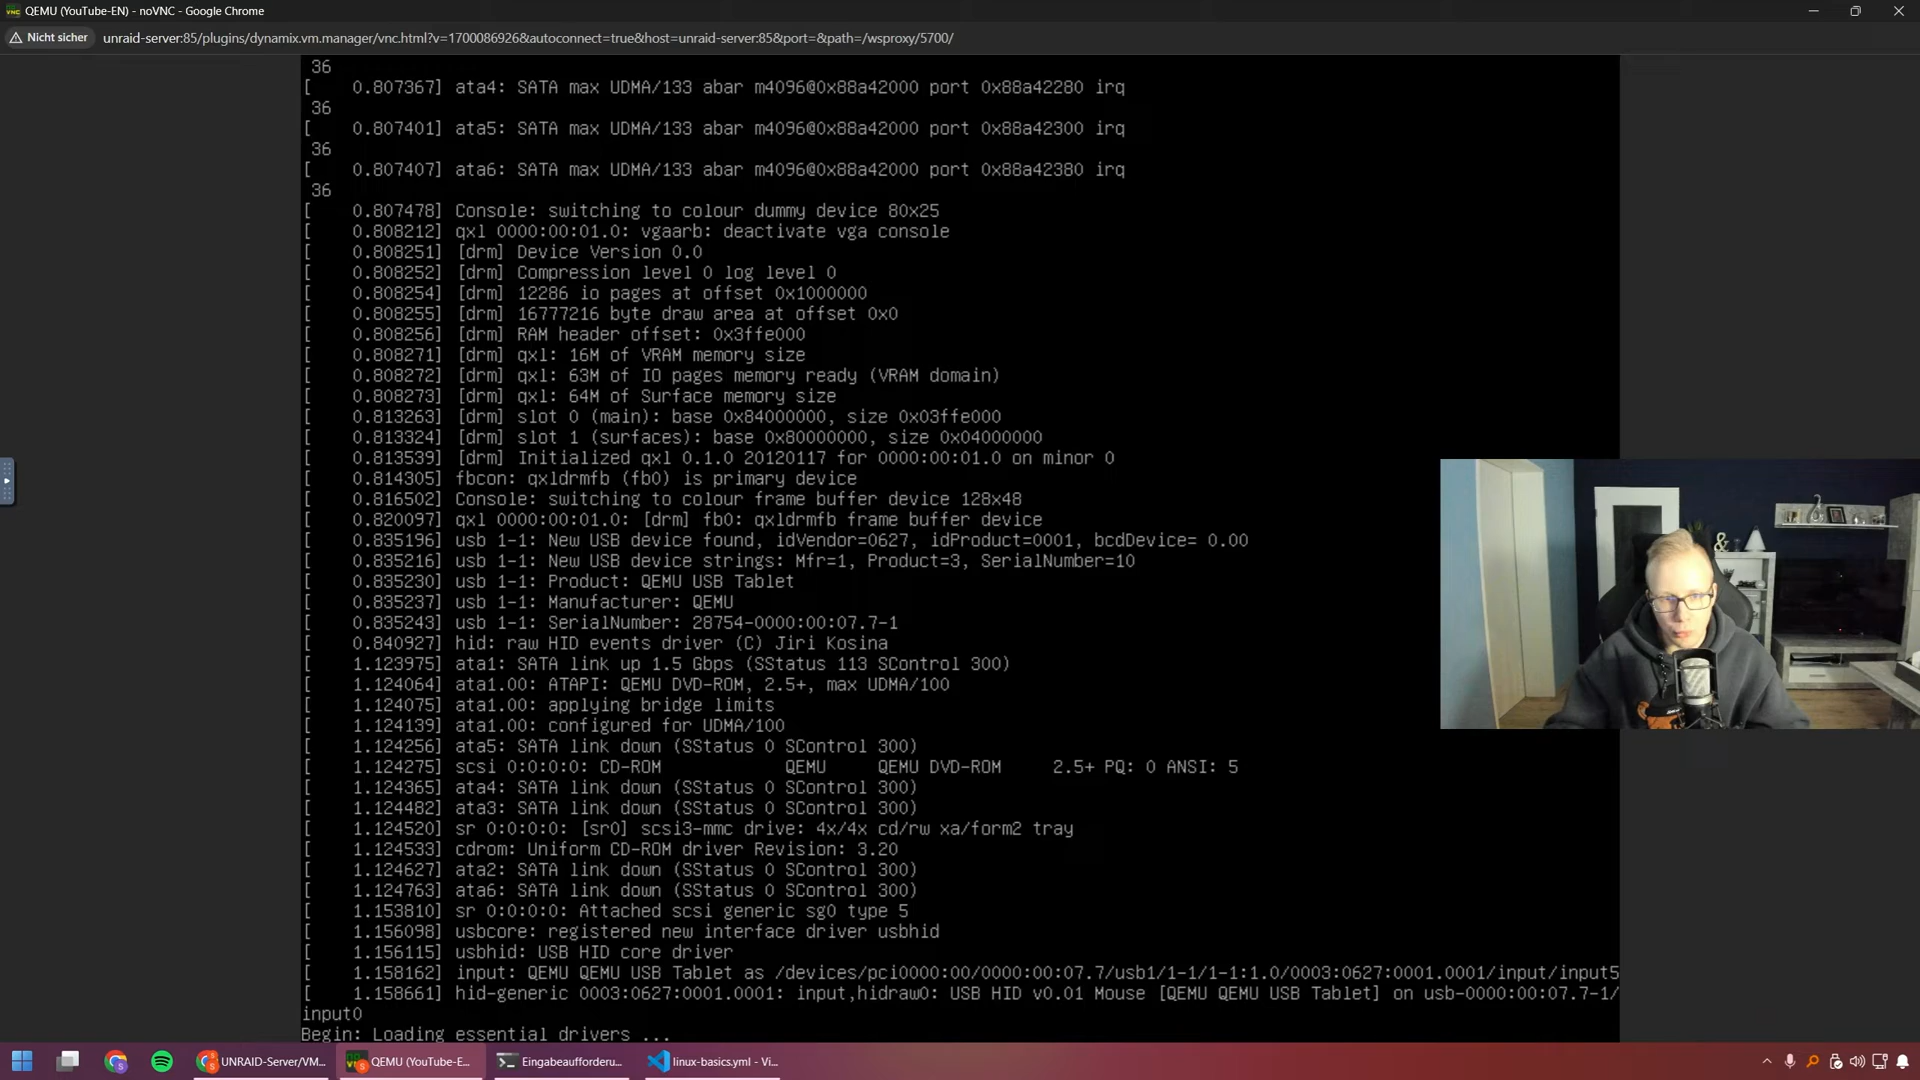 QEMU (YouTube-EN) - noVNC - Google Chrome
Nicht sicher unraid-server:85/plugins/dynamix.vm.manager/vnc.html?v=1700086926&autoconnect=true&host=unraid-server:85&port=&path=/wsproxy/5700/
36
[ 0.807367] ata4: SATA max UDMA/133 abar m4096@0x88a42000 port 0x88a42280 irq
36
[ 0.807401] ata5: SATA max UDMA/133 abar m4096@0x88a42000 port 0x88a42300 irq
36
[ 0.807407] ata6: SATA max UDMA/133 abar m4096@0x88a42000 port 0x88a42380 irq
36
[ 0.807478] Console: switching to colour dummy device 80x25
[ 0.808212] qxl 0000:00:01.0: vgaarb: deactivate vga console
[ 0.808251] [drm] Device Version 0.0
[ 0.808252] [drm] Compression level 0 log level 0
[ 0.808254] [drm] 12286 io pages at offset 0x1000000
[ 0.808255] [drm] 16777216 byte draw area at offset 0x0
[ 0.808256] [drm] RAM header offset: 0x3ffe000
[ 0.808271] [drm] qxl: 16M of VRAM memory size
[ 0.808272] [drm] qxl: 63M of IO pages memory ready (VRAM domain)
[ 0.808273] [drm] qxl: 64M of Surface memory size
[ 0.813263] [drm] slot 0 (main): base 0x84000000, size 0x03ffe000
[ 0.813324] [drm] slot 1 (surfaces): base 0x80000000, size 0x04000000
[ 0.813539] [drm] Initialized qxl 0.1.0 20120117 for 0000:00:01.0 on minor 0
[ 0.814305] fbcon: qxldrmfb (fb0) is primary device
[ 0.816502] Console: switching to colour frame buffer device 128x48
[ 0.820097] qxl 0000:00:01.0: [drm] fb0: qxldrmfb frame buffer device
[ 0.835196] usb 1-1: New USB device found, idVendor=0627, idProduct=0001, bcdDevice= 0.00
[ 0.835216] usb 1-1: New USB device strings: Mfr=1, Product=3, SerialNumber=10
[ 0.835230] usb 1-1: Product: QEMU USB Tablet
[ 0.835237] usb 1-1: Manufacturer: QEMU
[ 0.835243] usb 1-1: SerialNumber: 28754-0000:00:07.7-1
[ 0.840927] hid: raw HID events driver (C) Jiri Kosina
[ 1.123975] ata1: SATA link up 1.5 Gbps (SStatus 113 SControl 300)
[ 1.124064] ata1.00: ATAPI: QEMU DVD-ROM, 2.5+, max UDMA/100
[ 1.124075] ata1.00: applying bridge limits
[ 1.124139] ata1.00: configured for UDMA/100
[ 1.124256] ata5: SATA link down (SStatus 0 SControl 300)
[ 1.124275] scsi 0:0:0:0: CD-ROM QEMU QEMU DVD-ROM 2.5+ PQ: 0 ANSI: 5
[ 1.124365] ata4: SATA link down (SStatus 0 SControl 300)
[ 1.124482] ata3: SATA link down (SStatus 0 SControl 300)
[ 1.124520] sr 0:0:0:0: [sr0] scsi3-mmc drive: 4x/4x cd/rw xa/form2 tray
[ 1.124533] cdrom: Uniform CD-ROM driver Revision: 3.20
[ 1.124627] ata2: SATA link down (SStatus 0 SControl 300)
[ 1.124763] ata6: SATA link down (SStatus 0 SControl 300)
[ 1.153810] sr 0:0:0:0: Attached scsi generic sg0 type 5
[ 1.156098] usbcore: registered new interface driver usbhid
[ 1.156115] usbhid: USB HID core driver
[ 1.158162] input: QEMU QEMU USB Tablet as /devices/pci0000:00/0000:00:07.7/usb1/1-1/1-1:1.0/0003:0627:0001.0001/input/input5
[ 1.158661] hid-generic 0003:0627:0001.0001: input,hidraw0: USB HID v0.01 Mouse [QEMU QEMU USB Tablet] on usb-0000:00:07.7-1/
input0
Begin: Loading essential drivers ...
&
UNRAID-Server/VM... QEMU (YouTube-E... Eingabeaufforderu... linux-basics.yml - Vi...